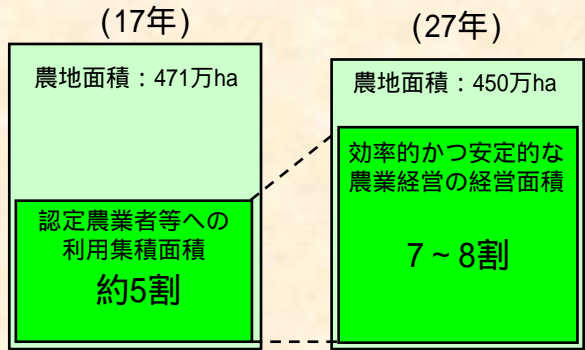 (17年)
農地面積：471万ha
認定農業者等への
利用集積面積
約5割
(27年)
農地面積：450万ha
効率的かつ安定的な
農業経営の経営面積
7～8割